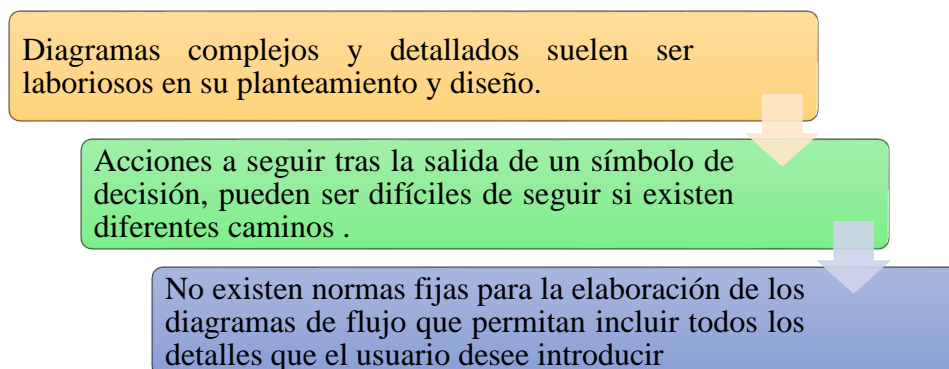 Diagramas complejos y detallados suelen ser
laboriosos en su planteamiento y diseño.
Acciones a seguir tras la salida de un símbolo de
decisión, pueden ser difíciles de seguir si existen
diferentes caminos .
No existen normas fijas para la elaboración de los
diagramas de flujo que permitan incluir todos los
detalles que el usuario desee introducir